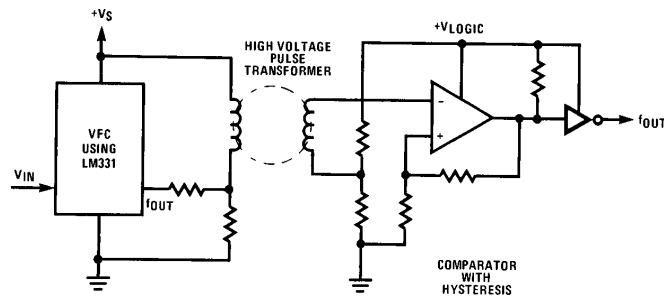 +VS
HIGH VOLTAGE
PULSE
TRANSFORMER
+VLOGIC
VFC
USING
LM331
VIN
fOUT
-
+
fOUT
COMPARATOR
WITH
HYSTERESIS